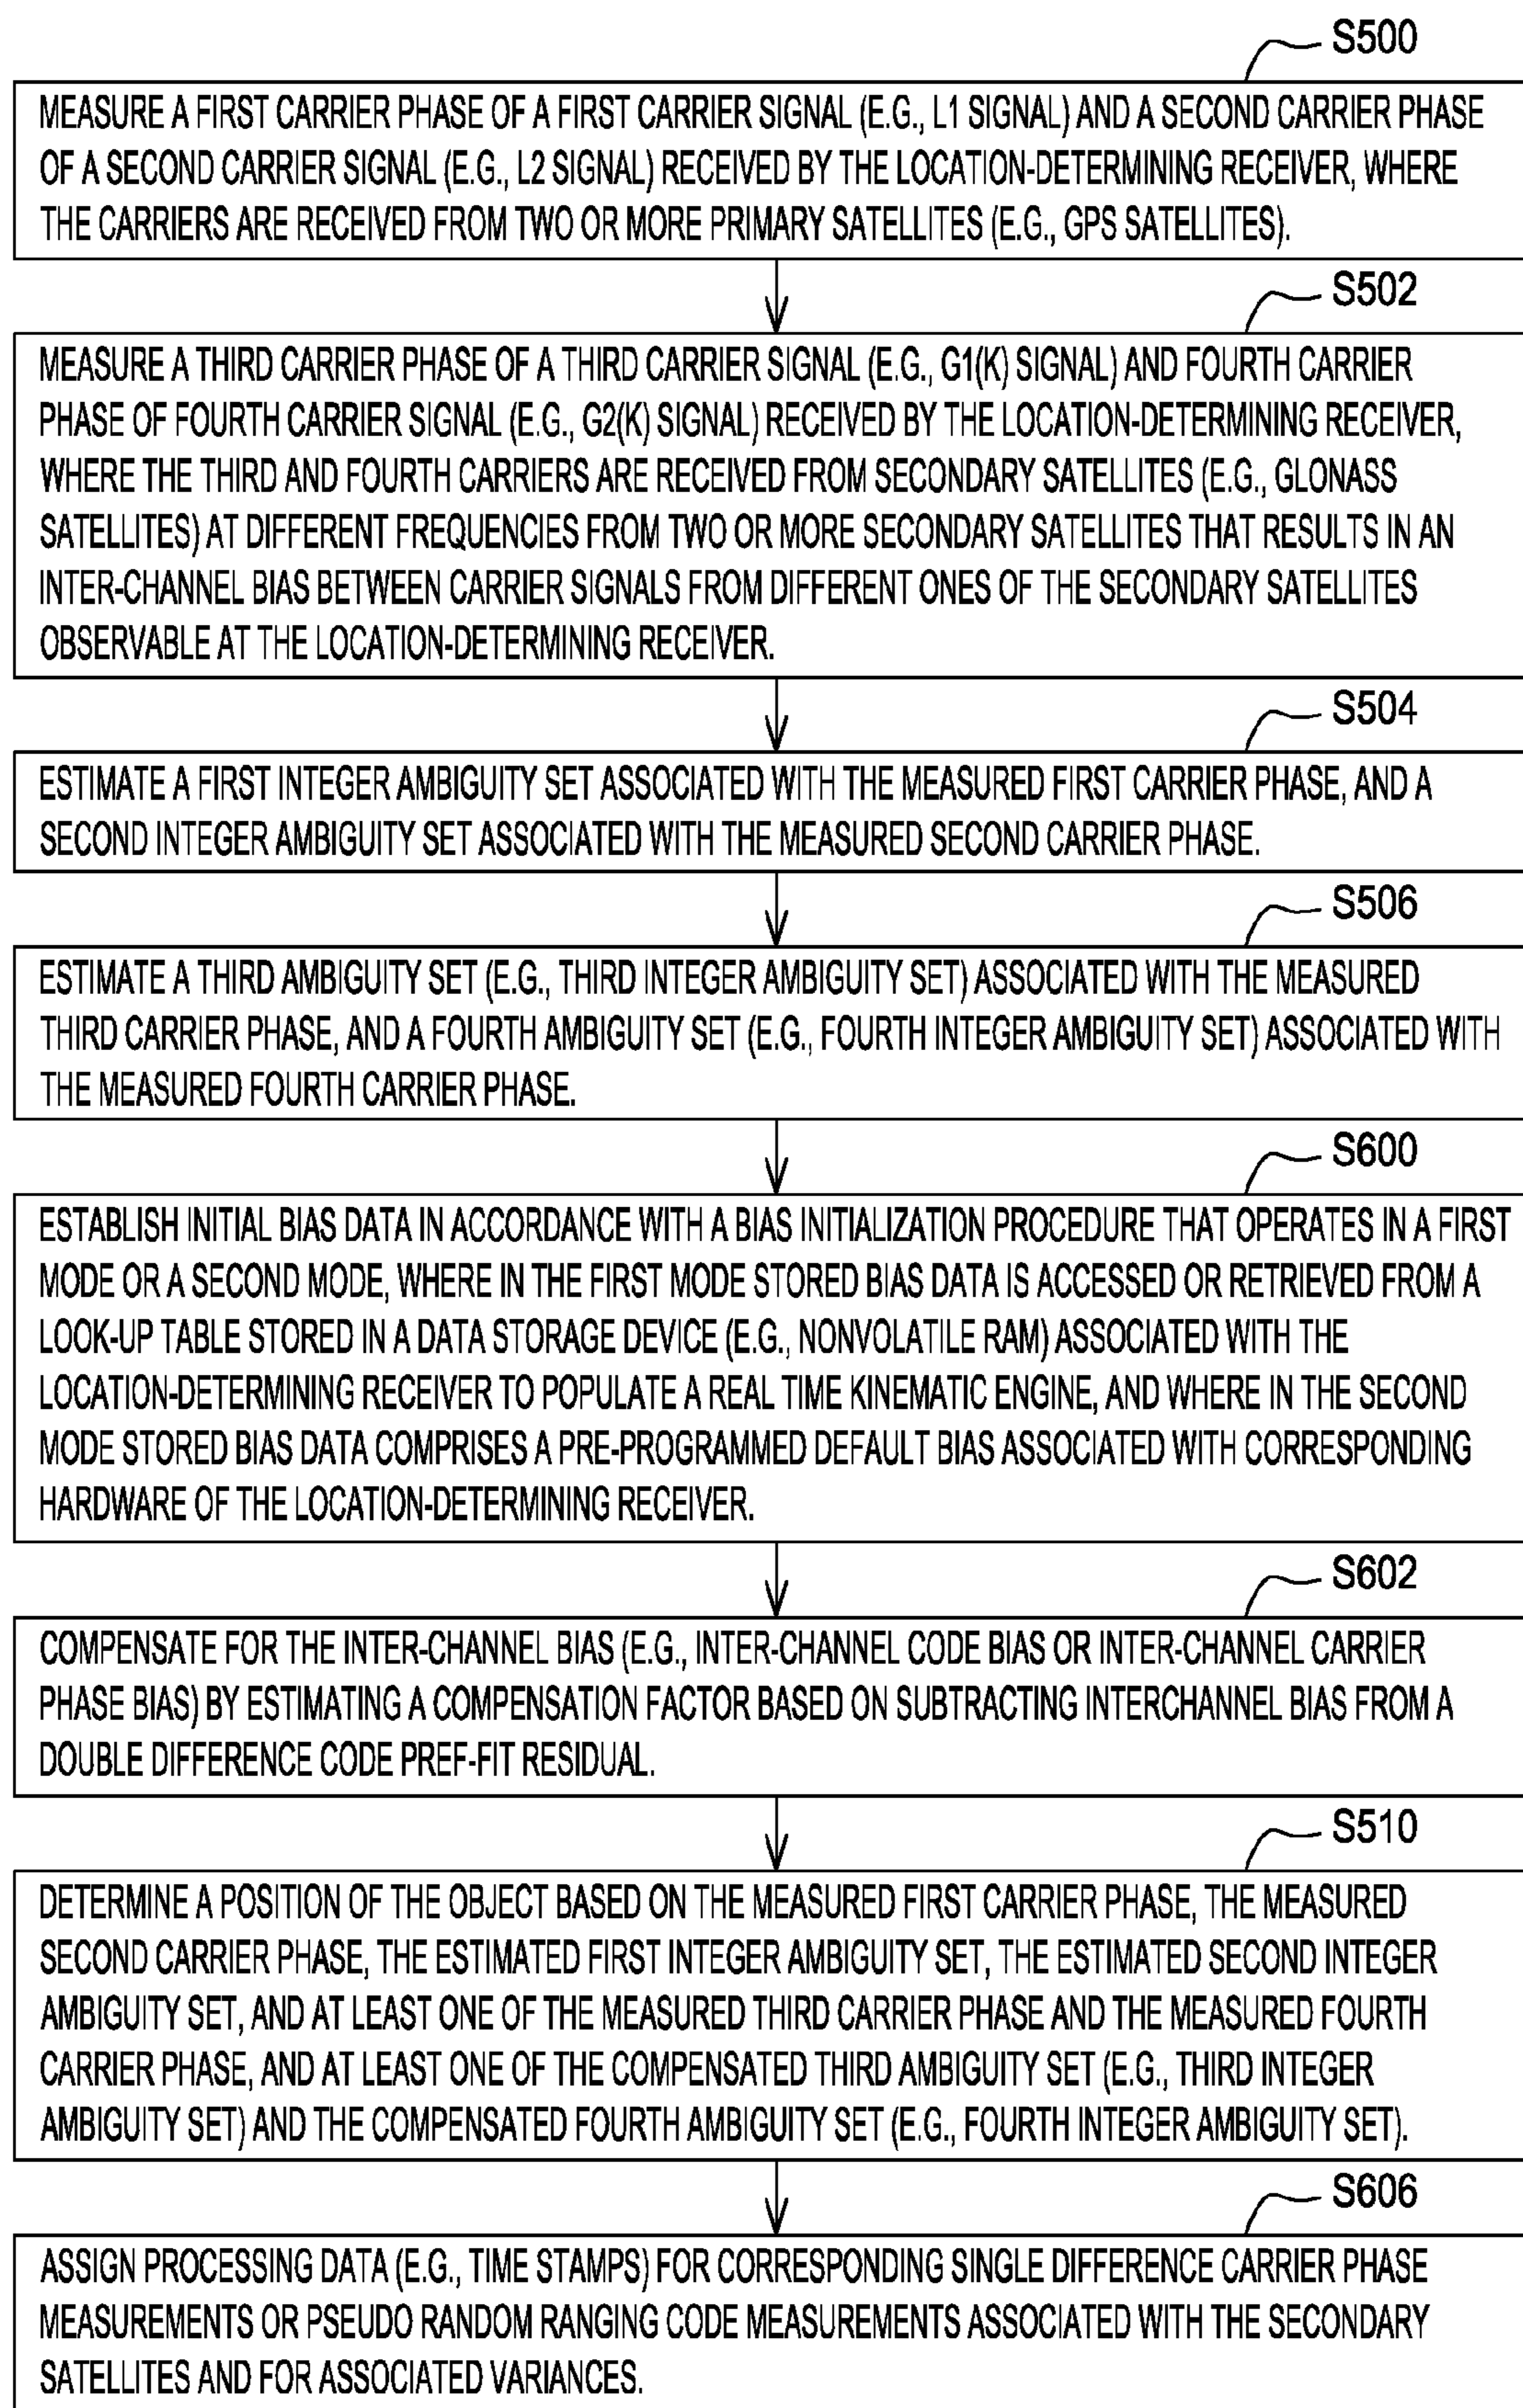 S500
MEASURE A FIRST CARRIER PHASE OF A FIRST CARRIER SIGNAL (E.G., L1 SIGNAL) AND A SECOND CARRIER PHASE
OF A SECOND CARRIER SIGNAL (E.G., L2 SIGNAL) RECEIVED BY THE LOCATION-DETERMINING RECEIVER, WHERE
THE CARRIERS ARE RECEIVED FROM TWO OR MORE PRIMARY SATELLITES (E.G., GPS SATELLITES).
S502
MEASURE A THIRD CARRIER PHASE OF A THIRD CARRIER SIGNAL (E.G., G1(K) SIGNAL) AND FOURTH CARRIER
PHASE OF FOURTH CARRIER SIGNAL (E.G., G2(K) SIGNAL) RECEIVED BY THE LOCATION-DETERMINING RECEIVER,
WHERE THE THIRD AND FOURTH CARRIERS ARE RECEIVED FROM SECONDARY SATELLITES (E.G., GLONASS
SATELLITES) AT DIFFERENT FREQUENCIES FROM TWO OR MORE SECONDARY SATELLITES THAT RESULTS IN AN
INTER-CHANNEL BIAS BETWEEN CARRIER SIGNALS FROM DIFFERENT ONES OF THE SECONDARY SATELLITES
OBSERVABLE AT THE LOCATION-DETERMINING RECEIVER.
S504
ESTIMATE A FIRST INTEGER AMBIGUITY SET ASSOCIATED WITH THE MEASURED FIRST CARRIER PHASE, AND A
SECOND INTEGER AMBIGUITY SET ASSOCIATED WITH THE MEASURED SECOND CARRIER PHASE.
S506
ESTIMATE A THIRD AMBIGUITY SET (E.G., THIRD INTEGER AMBIGUITY SET) ASSOCIATED WITH THE MEASURED
THIRD CARRIER PHASE, AND A FOURTH AMBIGUITY SET (E.G., FOURTH INTEGER AMBIGUITY SET) ASSOCIATED WITH
THE MEASURED FOURTH CARRIER PHASE.
S600
ESTABLISH INITIAL BIAS DATA IN ACCORDANCE WITH A BIAS INITIALIZATION PROCEDURE THAT OPERATES IN A FIRST
MODE OR A SECOND MODE, WHERE IN THE FIRST MODE STORED BIAS DATA IS ACCESSED OR RETRIEVED FROM A
LOOK-UP TABLE STORED IN A DATA STORAGE DEVICE (E.G., NONVOLATILE RAM) ASSOCIATED WITH THE
LOCATION-DETERMINING RECEIVER TO POPULATE A REAL TIME KINEMATIC ENGINE, AND WHERE IN THE SECOND
MODE STORED BIAS DATA COMPRISES A PRE-PROGRAMMED DEFAULT BIAS ASSOCIATED WITH CORRESPONDING
HARDWARE OF THE LOCATION-DETERMINING RECEIVER.
S602
COMPENSATE FOR THE INTER-CHANNEL BIAS (E.G., INTER-CHANNEL CODE BIAS OR INTER-CHANNEL CARRIER
PHASE BIAS) BY ESTIMATING A COMPENSATION FACTOR BASED ON SUBTRACTING INTERCHANNEL BIAS FROM A
DOUBLE DIFFERENCE CODE PREF-FIT RESIDUAL.
S510
DETERMINE A POSITION OF THE OBJECT BASED ON THE MEASURED FIRST CARRIER PHASE, THE MEASURED
SECOND CARRIER PHASE, THE ESTIMATED FIRST INTEGER AMBIGUITY SET, THE ESTIMATED SECOND INTEGER
AMBIGUITY SET, AND AT LEAST ONE OF THE MEASURED THIRD CARRIER PHASE AND THE MEASURED FOURTH
CARRIER PHASE, AND AT LEAST ONE OF THE COMPENSATED THIRD AMBIGUITY SET (E.G., THIRD INTEGER
AMBIGUITY SET) AND THE COMPENSATED FOURTH AMBIGUITY SET (E.G., FOURTH INTEGER AMBIGUITY SET).
S606
ASSIGN PROCESSING DATA (E.G., TIME STAMPS) FOR CORRESPONDING SINGLE DIFFERENCE CARRIER PHASE
MEASUREMENTS OR PSEUDO RANDOM RANGING CODE MEASUREMENTS ASSOCIATED WITH THE SECONDARY
SATELLITES AND FOR ASSOCIATED VARIANCES.